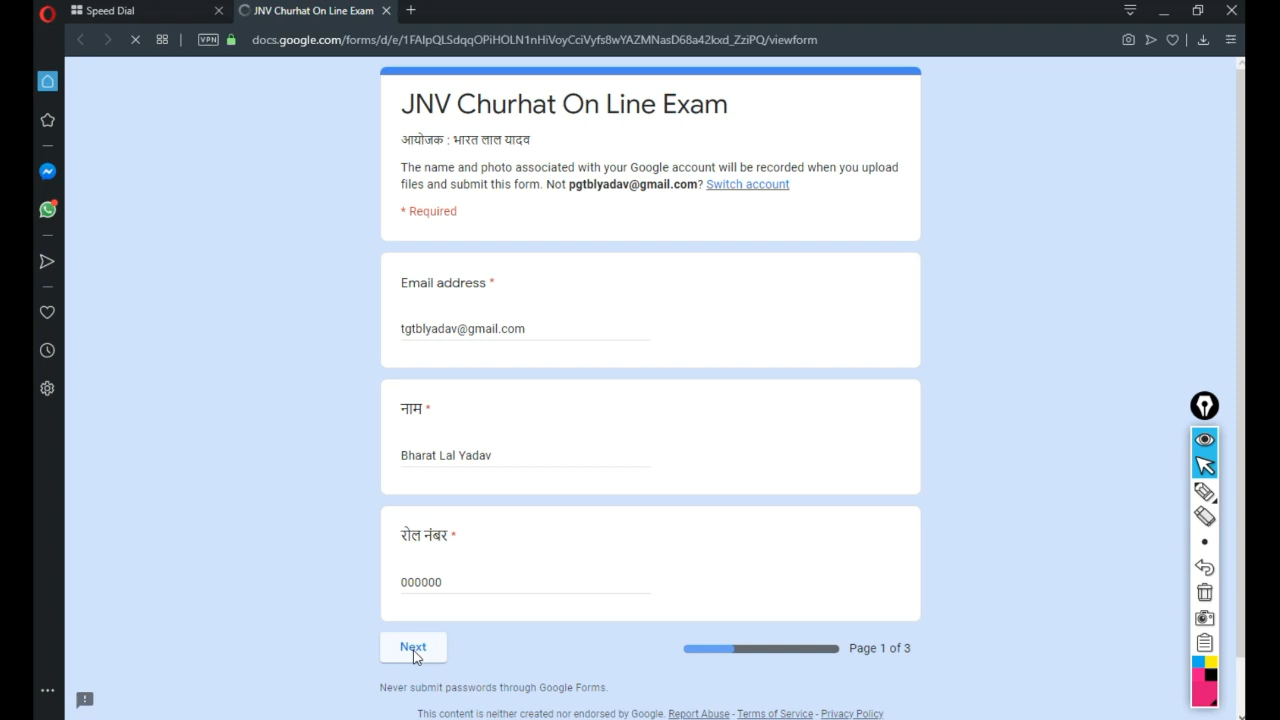 Speed Dial
JNV Churhat On Line Exam
VPN
docs.google.com/forms/d/e/1FAIpQLSdqqOPiHOLN1nHiVoyCciVyfs8wYAZMNasD68a42kxd_ZziPQ/viewform
JNV Churhat On Line Exam
आयोजक : भारत लाल यादव
The name and photo associated with your Google account will be recorded when you upload
files and submit this form. Not pgtblyadav@gmail.com? Switch account
* Required
Email address *
tgtblyadav@gmail.com
नाम *
Bharat Lal Yadav
रोल नंबर *
000000
Next
Page 1 of 3
Never submit passwords through Google Forms.
This content is neither created nor endorsed by Google. Report Abuse - Terms of Service - Privacy Policy